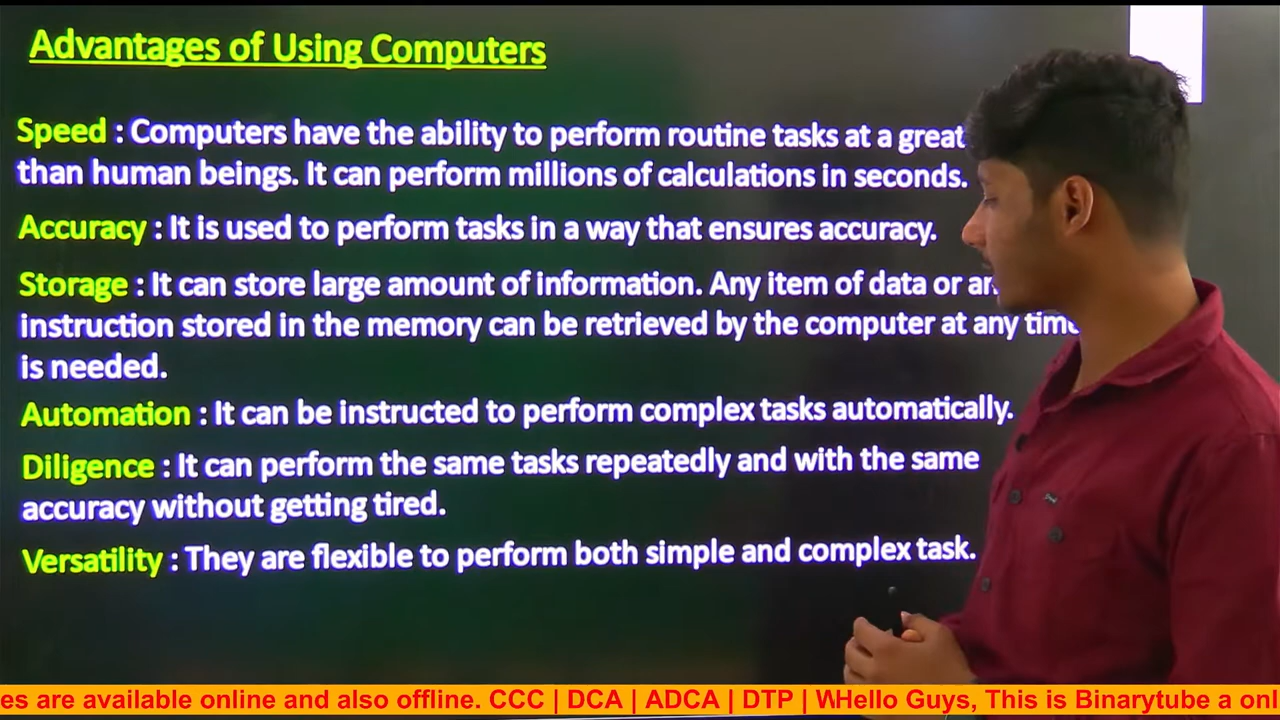 Advantages of Using Computers
Speed : Computers have the ability to perform routine tasks at a great
than human beings. It can perform millions of calculations in seconds.
Accuracy : It is used to perform tasks in a way that ensures accuracy.
Storage : It can store large amount of information. Any item of data or
instruction stored in the memory can be retrieved by the computer at any
is needed.
Automation : It can be instructed to perform complex tasks automatically.
Diligence : It can perform the same tasks repeatedly and with the same
accuracy without getting tired.
Versatility : They are flexible to perform both simple and complex task.
are available online and also offline. CCC | DCA | ADCA | DTP | WHello Guys, This is Binarytube a